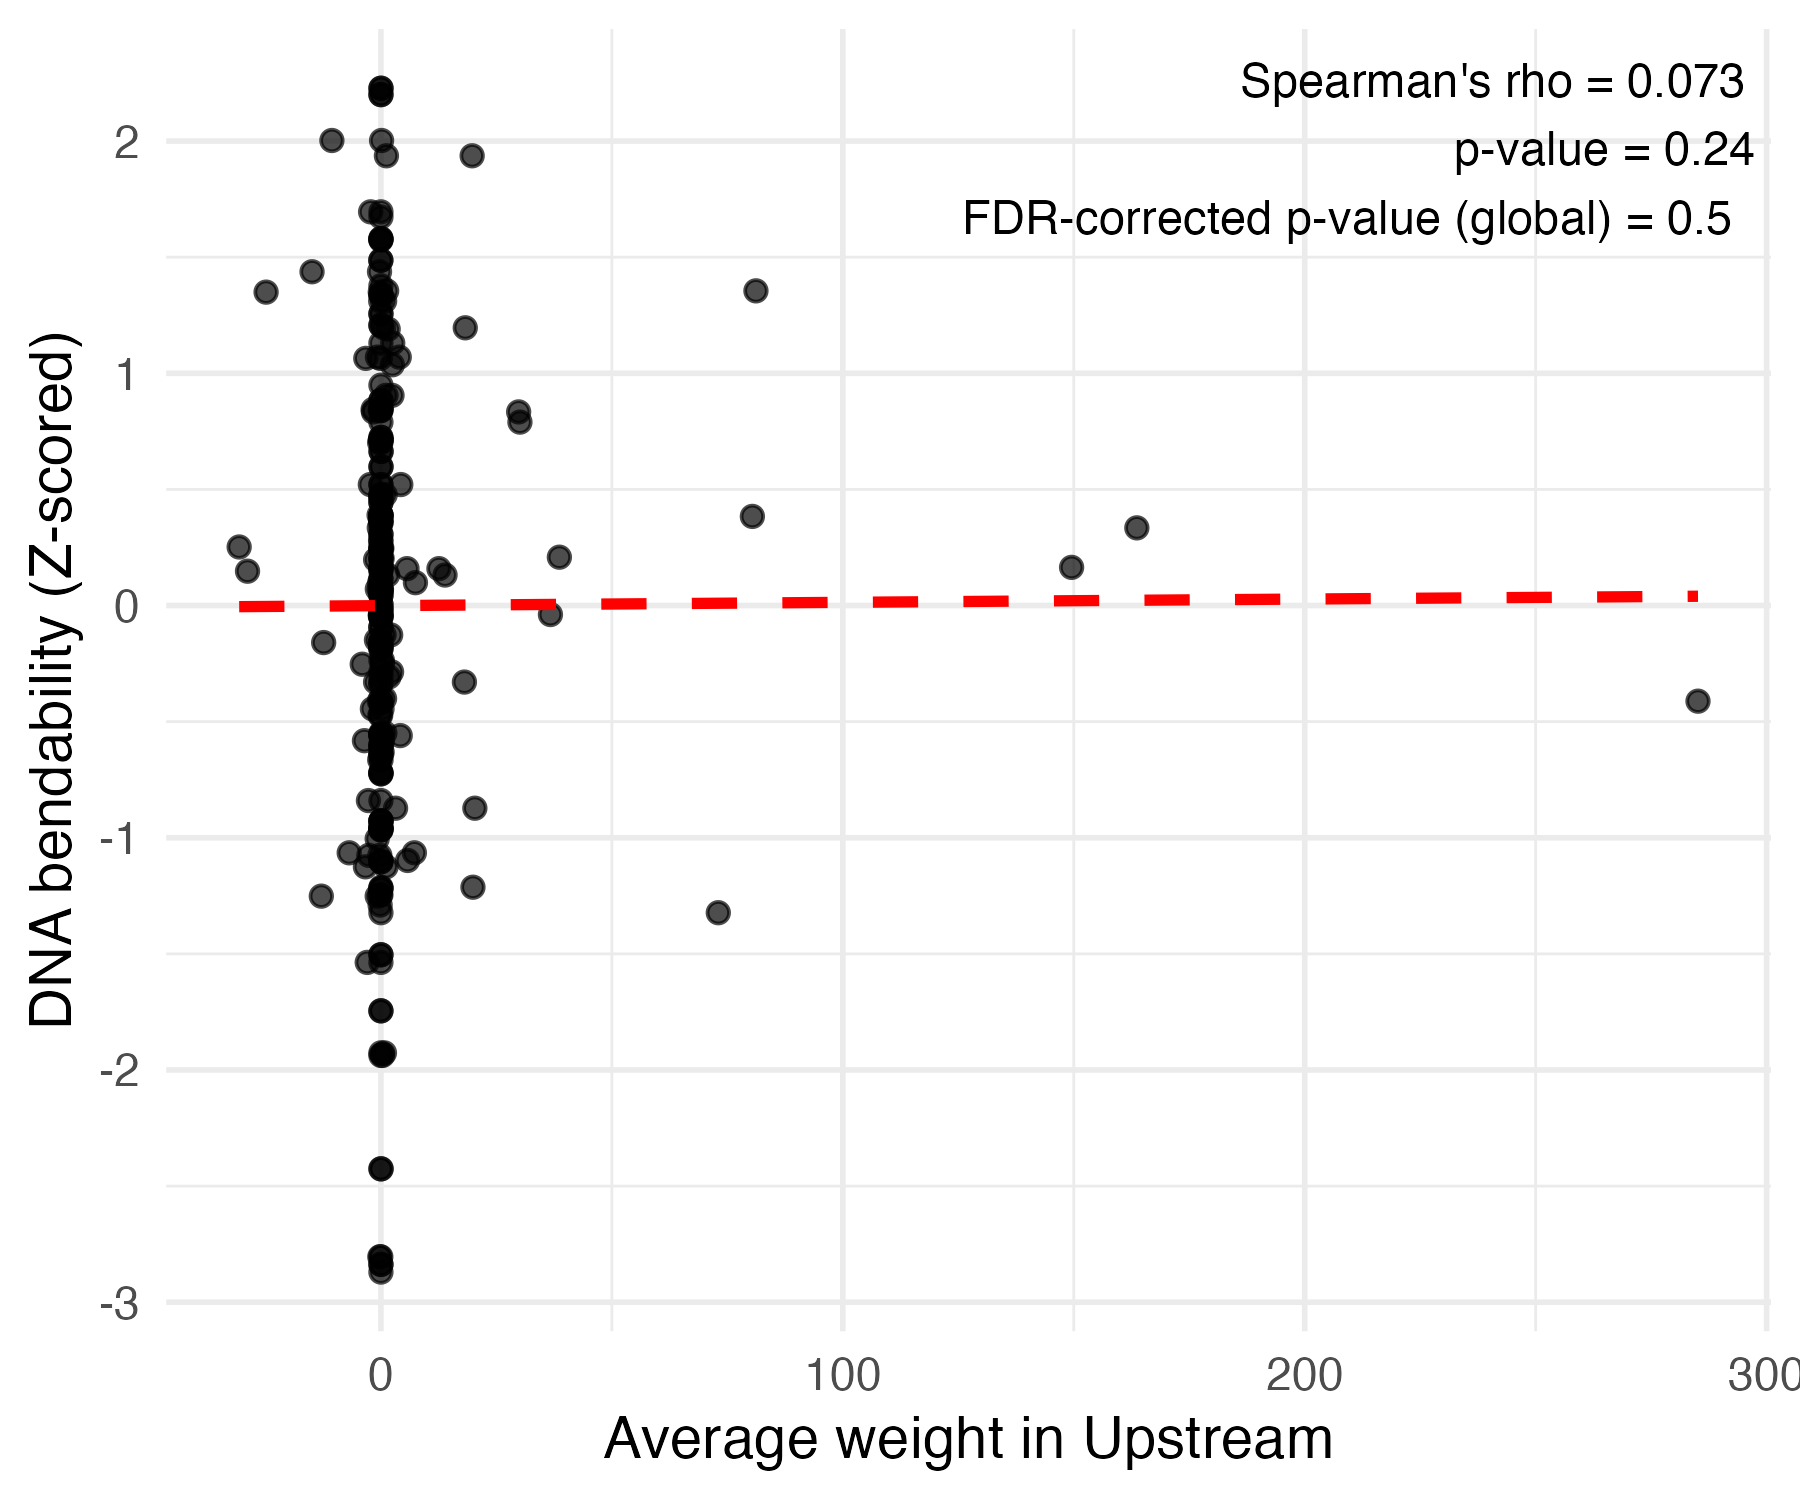 Spearman's rho = 0.073
p-value = 0.24
FDR-corrected p-value (global) = 0.5
DNA bendability (Z-scored)
2
1
0
-1
-2
-3
0
100
200
300
Average weight in Upstream